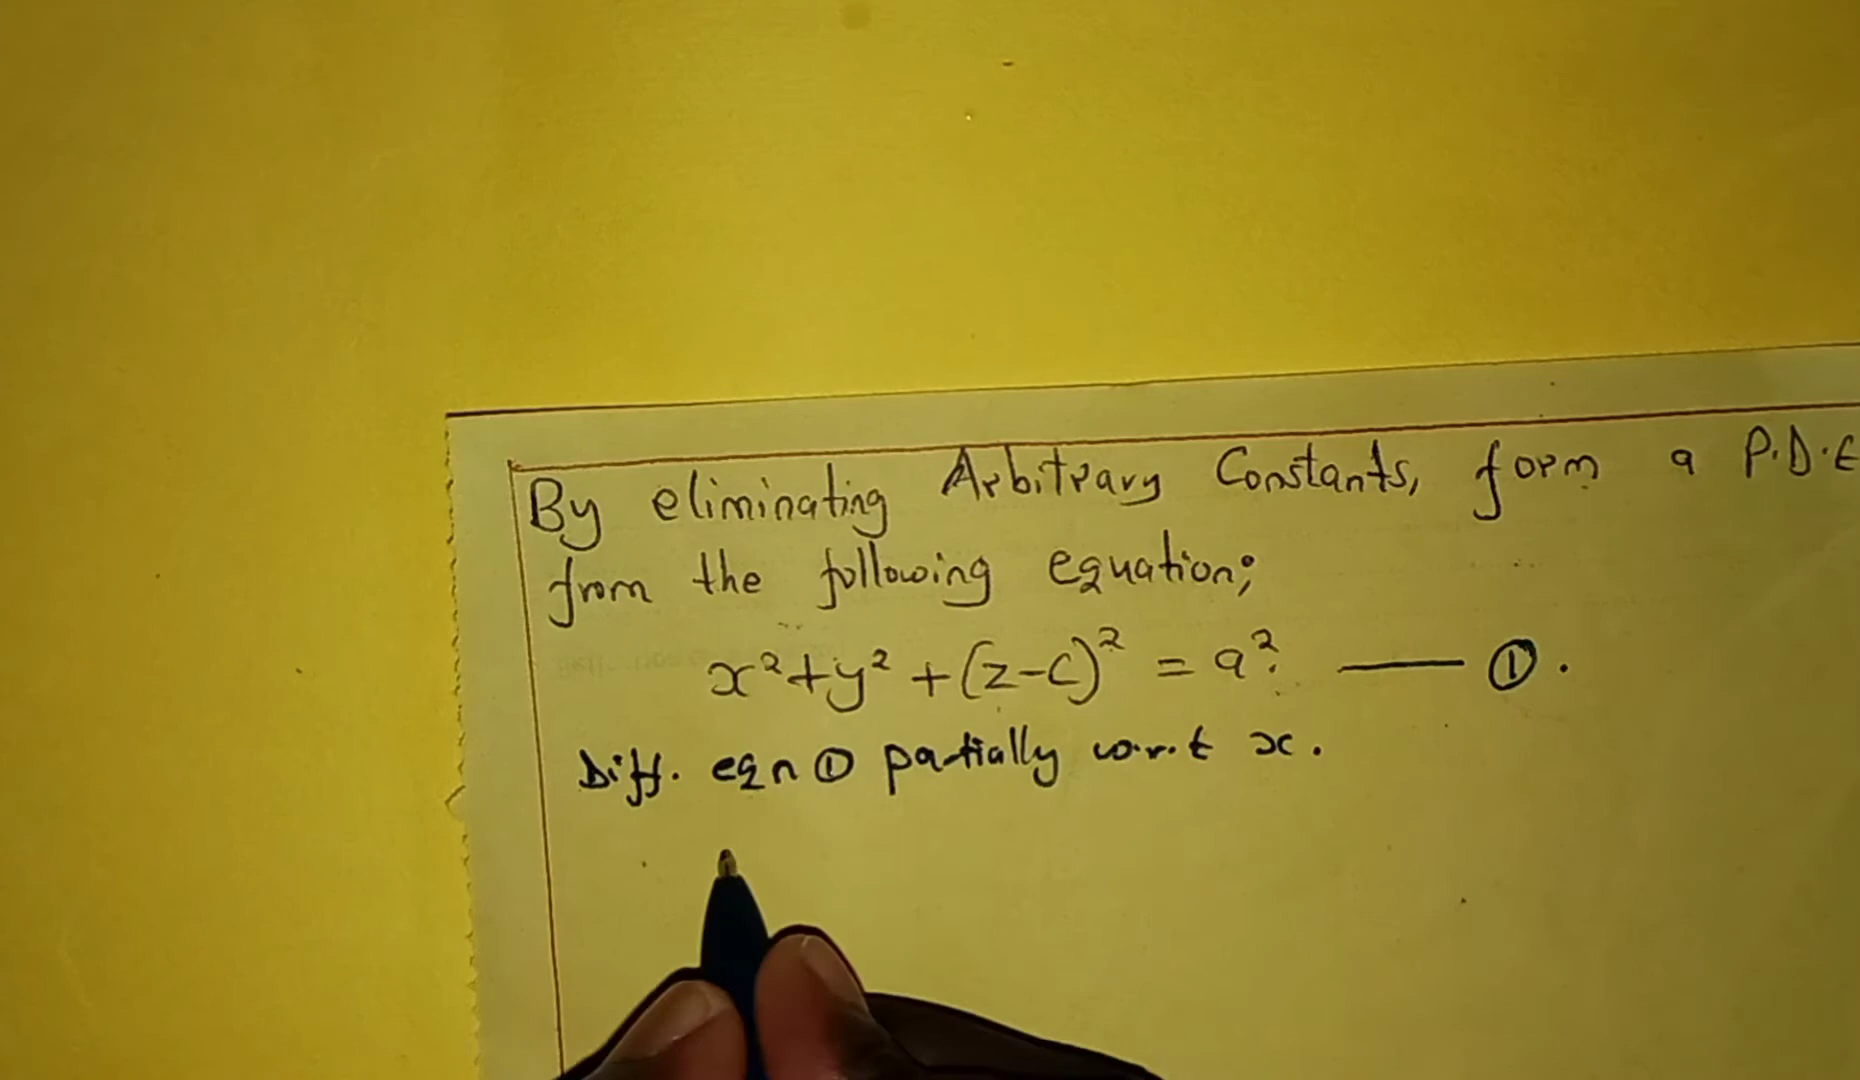 By eliminating Arbitrary Constants, form a P.D.E
from the following equation;
x²+y² + (z-c)² = a². —— ①.
Diff. eqn ① partially w.r.t x.